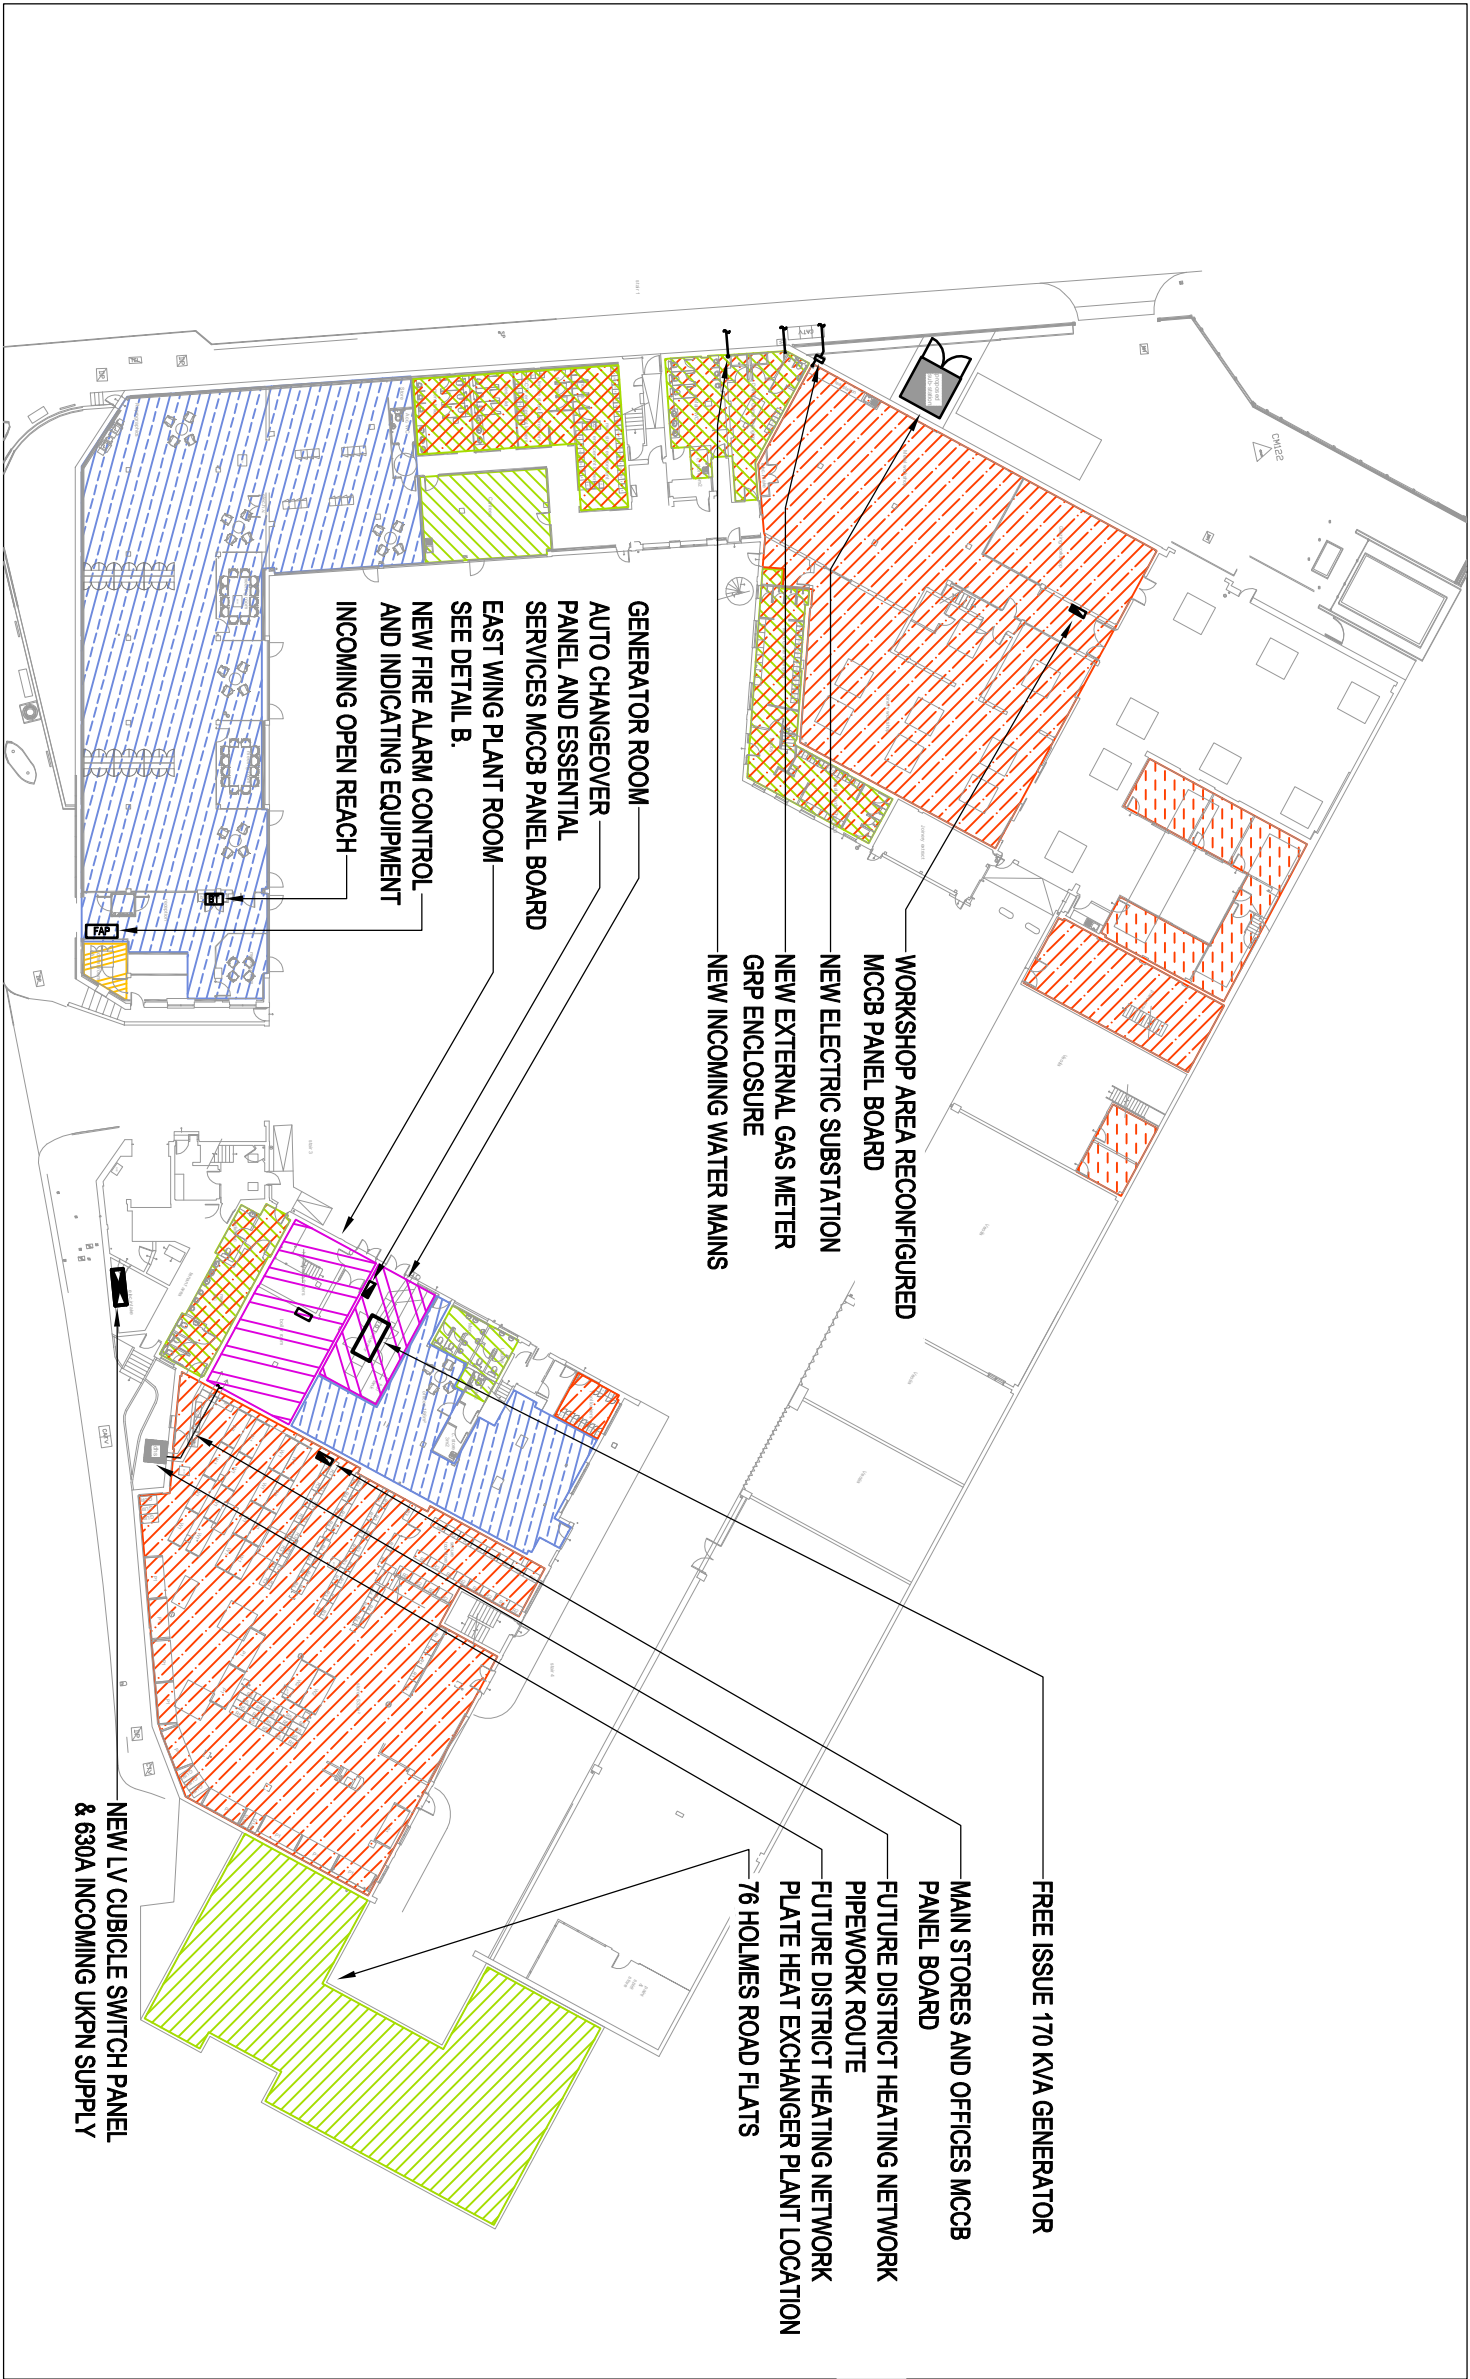 WORKSHOP AREA RECONFIGURED
MCCB PANEL BOARD
NEW ELECTRIC SUBSTATION
NEW EXTERNAL GAS METER
GRP ENCLOSURE
NEW INCOMING WATER MAINS
GENERATOR ROOM
AUTO CHANGEOVER
PANEL AND ESSENTIAL
SERVICES MCCB PANEL BOARD
EAST WING PLANT ROOM
SEE DETAIL B.
NEW FIRE ALARM CONTROL
AND INDICATING EQUIPMENT
INCOMING OPEN REACH
FREE ISSUE 170 KVA GENERATOR
MAIN STORES AND OFFICES MCCB
PANEL BOARD
FUTURE DISTRICT HEATING NETWORK
PIPEWORK ROUTE
FUTURE DISTRICT HEATING NETWORK
PLATE HEAT EXCHANGER PLANT LOCATION
76 HOLMES ROAD FLATS
NEW LV CUBICLE SWITCH PANEL
& 630A INCOMING UKPN SUPPLY
BT
FAP
CM122
CATV
CATV